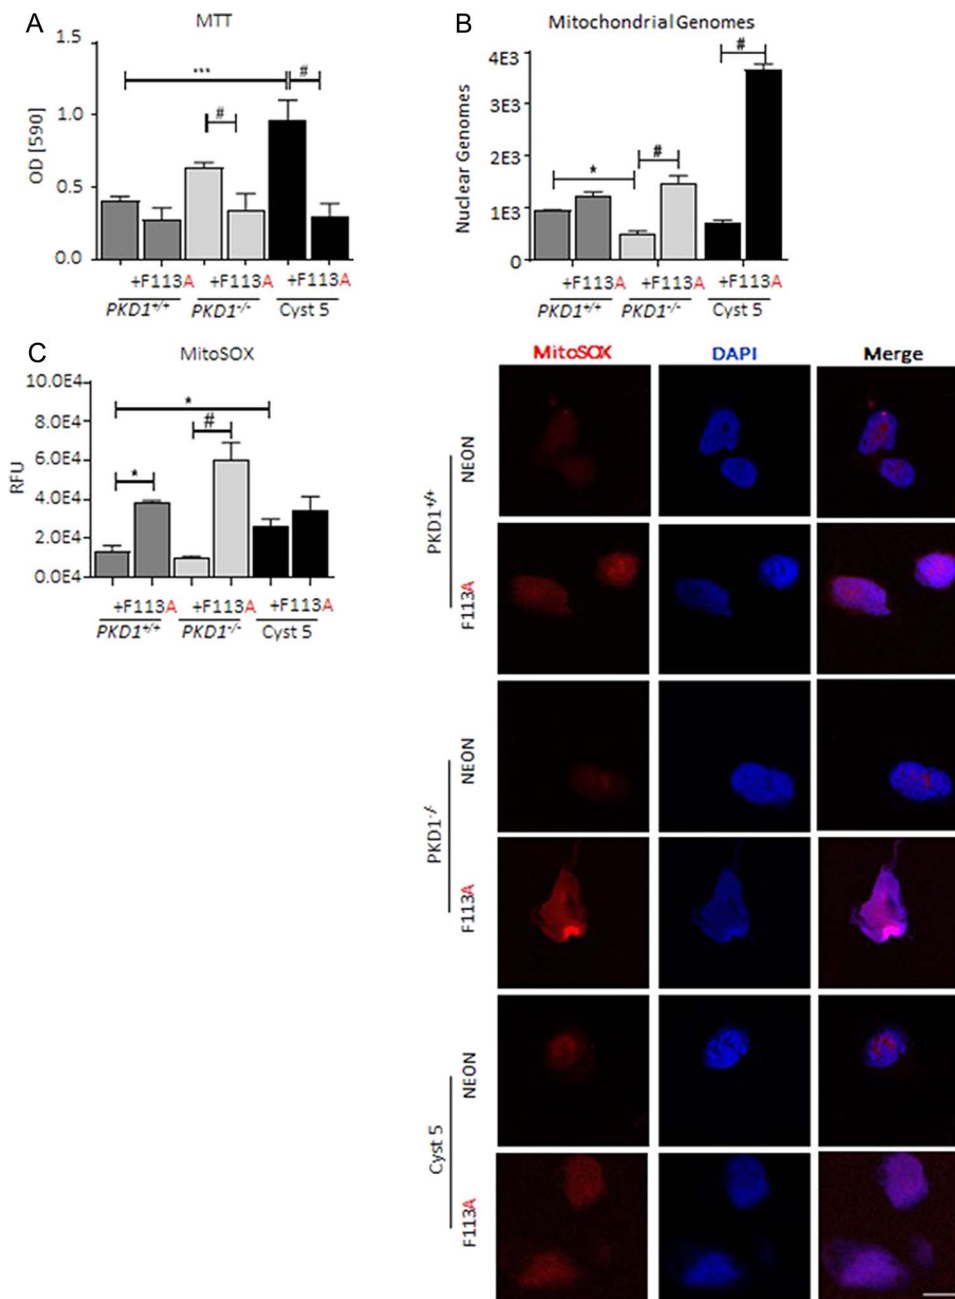 A
MTT
1.5
1.0
0.5
0.0
OD [590]
***
#
#
+F113A
+F113A
+F113A
PKD1+/+
PKD1-/-
Cyst 5
B
Mitochondrial Genomes
4E3
3E3
2E3
1E3
0
Nuclear Genomes
*
#
#
+F113A
+F113A
+F113A
PKD1+/+
PKD1-/-
Cyst 5
C
MitoSOX
10.0E4
8.0E4
6.0E4
4.0E4
2.0E4
0.0E4
RFU
*
*
#
+F113A
+F113A
+F113A
PKD1+/+
PKD1-/-
Cyst 5
MitoSOX
DAPI
Merge
PKD1+/+
NEON
F113A
PKD1-/-
NEON
F113A
Cyst 5
NEON
F113A